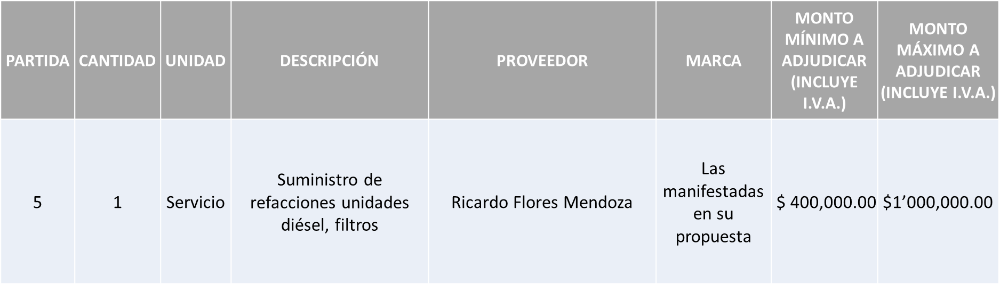 PARTIDA
CANTIDAD
UNIDAD
DESCRIPCIÓN
PROVEEDOR
MARCA
MONTO
MÍNIMO A
ADJUDICAR
(INCLUYE
I.V.A.)
MONTO
MÁXIMO A
ADJUDICAR
(INCLUYE I.V.A.)
5
1
Servicio
Suministro de
refacciones unidades
diésel, filtros
Ricardo Flores Mendoza
Las
manifestadas
en su
propuesta
$ 400,000.00
$1’000,000.00